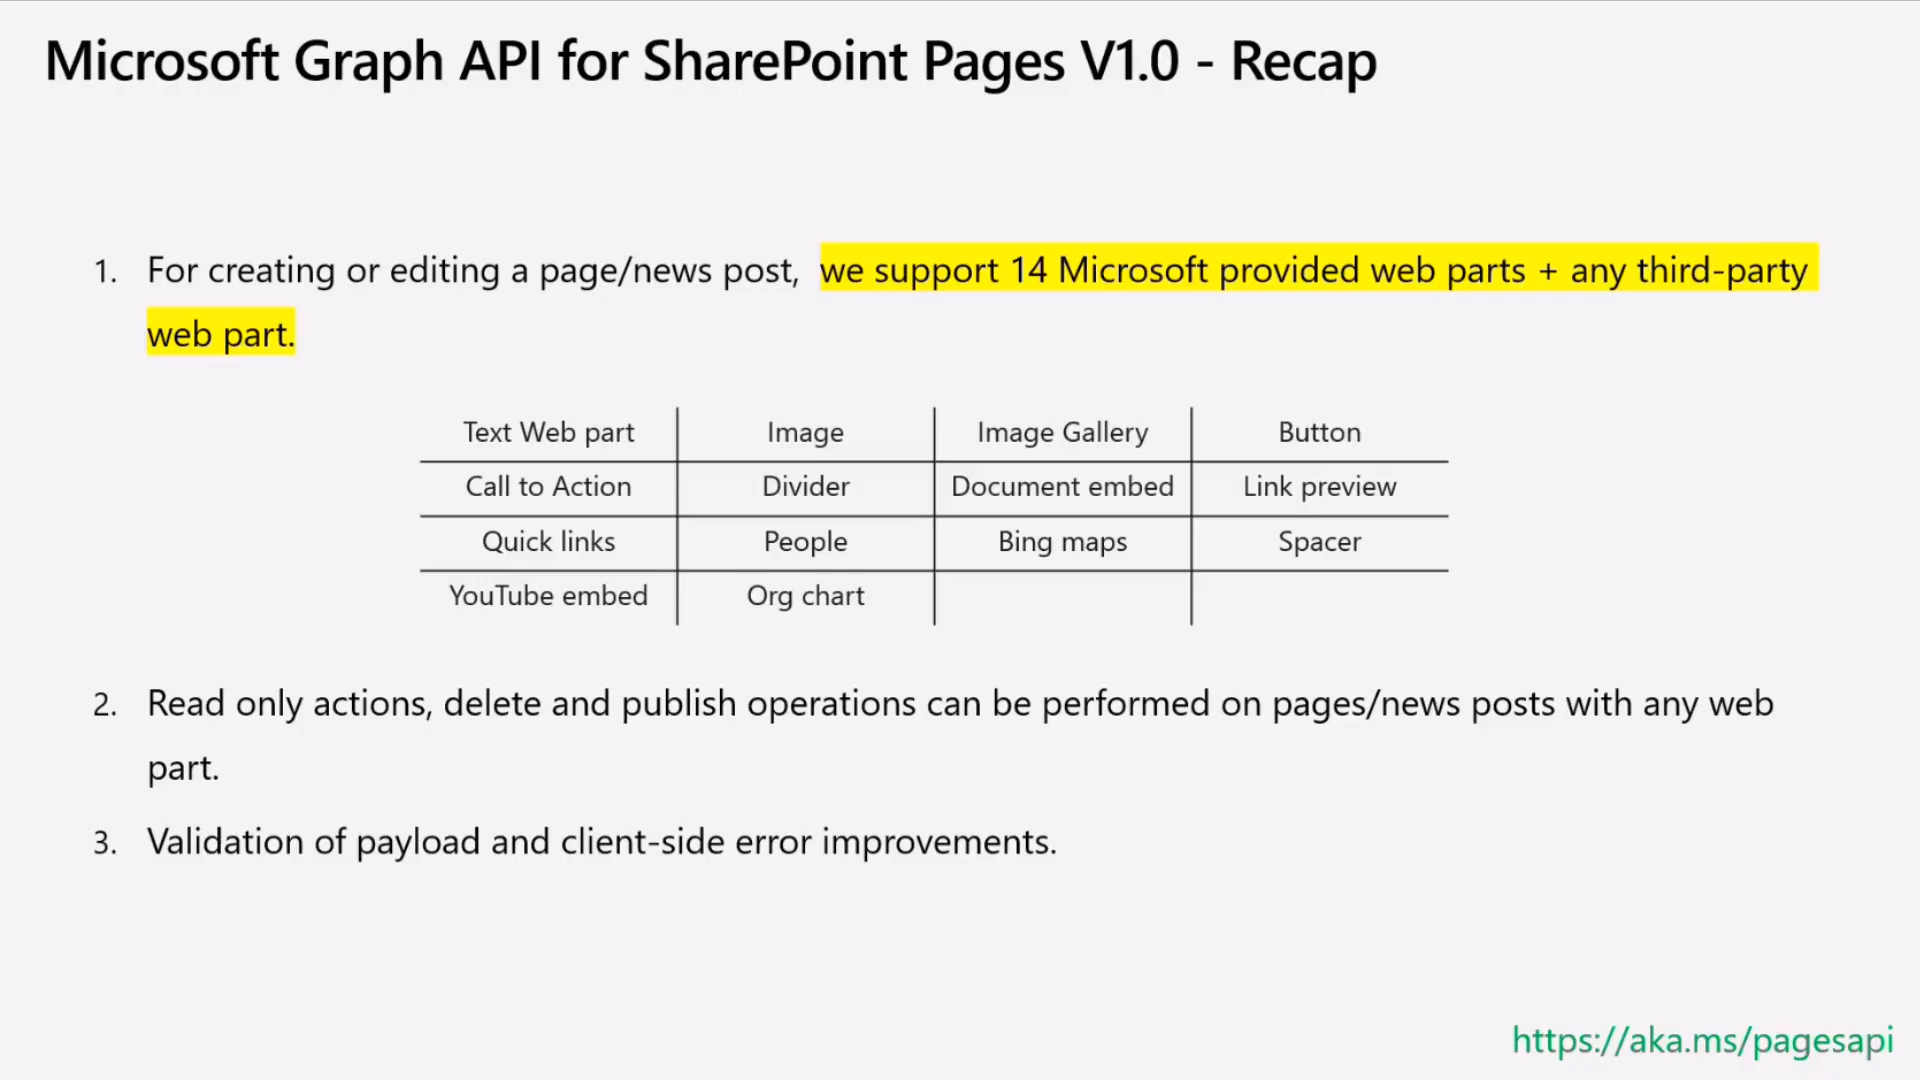 Microsoft Graph API for SharePoint Pages V1.0 - Recap
1. For creating or editing a page/news post, we support 14 Microsoft provided web parts + any third-party
web part.
Text Web part Image Image Gallery Button
Call to Action Divider Document embed Link preview
Quick links People Bing maps Spacer
YouTube embed Org chart
2. Read only actions, delete and publish operations can be performed on pages/news posts with any web
part.
3. Validation of payload and client-side error improvements.
https://aka.ms/pagesapi